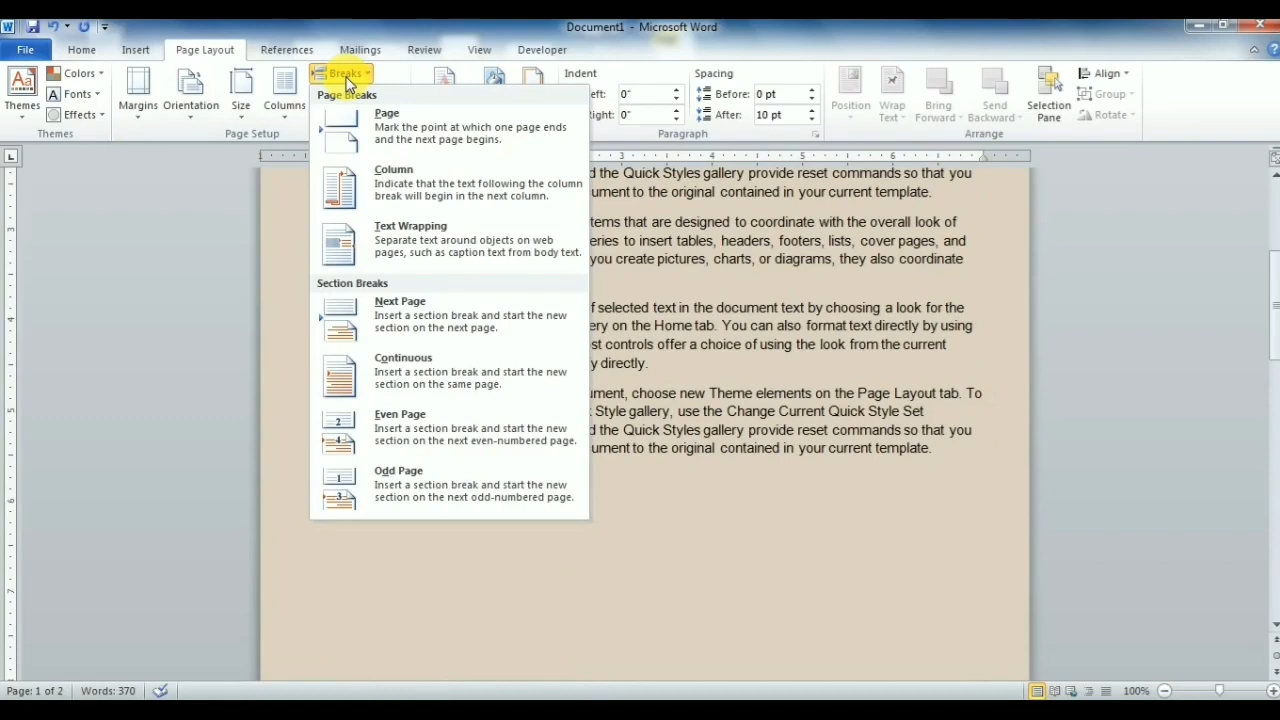 Document1 - Microsoft Word
File Home Insert Page Layout References Mailings Review View Developer
Themes
Colors
Fonts
Effects
Themes
Margins Orientation Size Columns
Breaks
Page Setup
Indent
Left: 0"
Right: 0"
Spacing
Before: 0 pt
After: 10 pt
Paragraph
Position
Wrap Text
Bring Forward
Send Backward
Selection Pane
Align
Group
Rotate
Arrange
Page Breaks
Page
Mark the point at which one page ends
and the next page begins.
Column
Indicate that the text following the column
break will begin in the next column.
Text Wrapping
Separate text around objects on web
pages, such as caption text from body text.
Section Breaks
Next Page
Insert a section break and start the new
section on the next page.
Continuous
Insert a section break and start the new
section on the same page.
Even Page
Insert a section break and start the new
section on the next even-numbered page.
Odd Page
Insert a section break and start the new
section on the next odd-numbered page.
1 3 4 5 6
3
5
6
7
d the Quick Styles gallery provide reset commands so that you
ument to the original contained in your current template.
tems that are designed to coordinate with the overall look of
eries to insert tables, headers, footers, lists, cover pages, and
you create pictures, charts, or diagrams, they also coordinate
f selected text in the document text by choosing a look for the
ery on the Home tab. You can also format text directly by using
st controls offer a choice of using the look from the current
y directly.
ument, choose new Theme elements on the Page Layout tab. To
Style gallery, use the Change Current Quick Style Set
d the Quick Styles gallery provide reset commands so that you
ument to the original contained in your current template.
Page: 1 of 2 Words: 370 100%